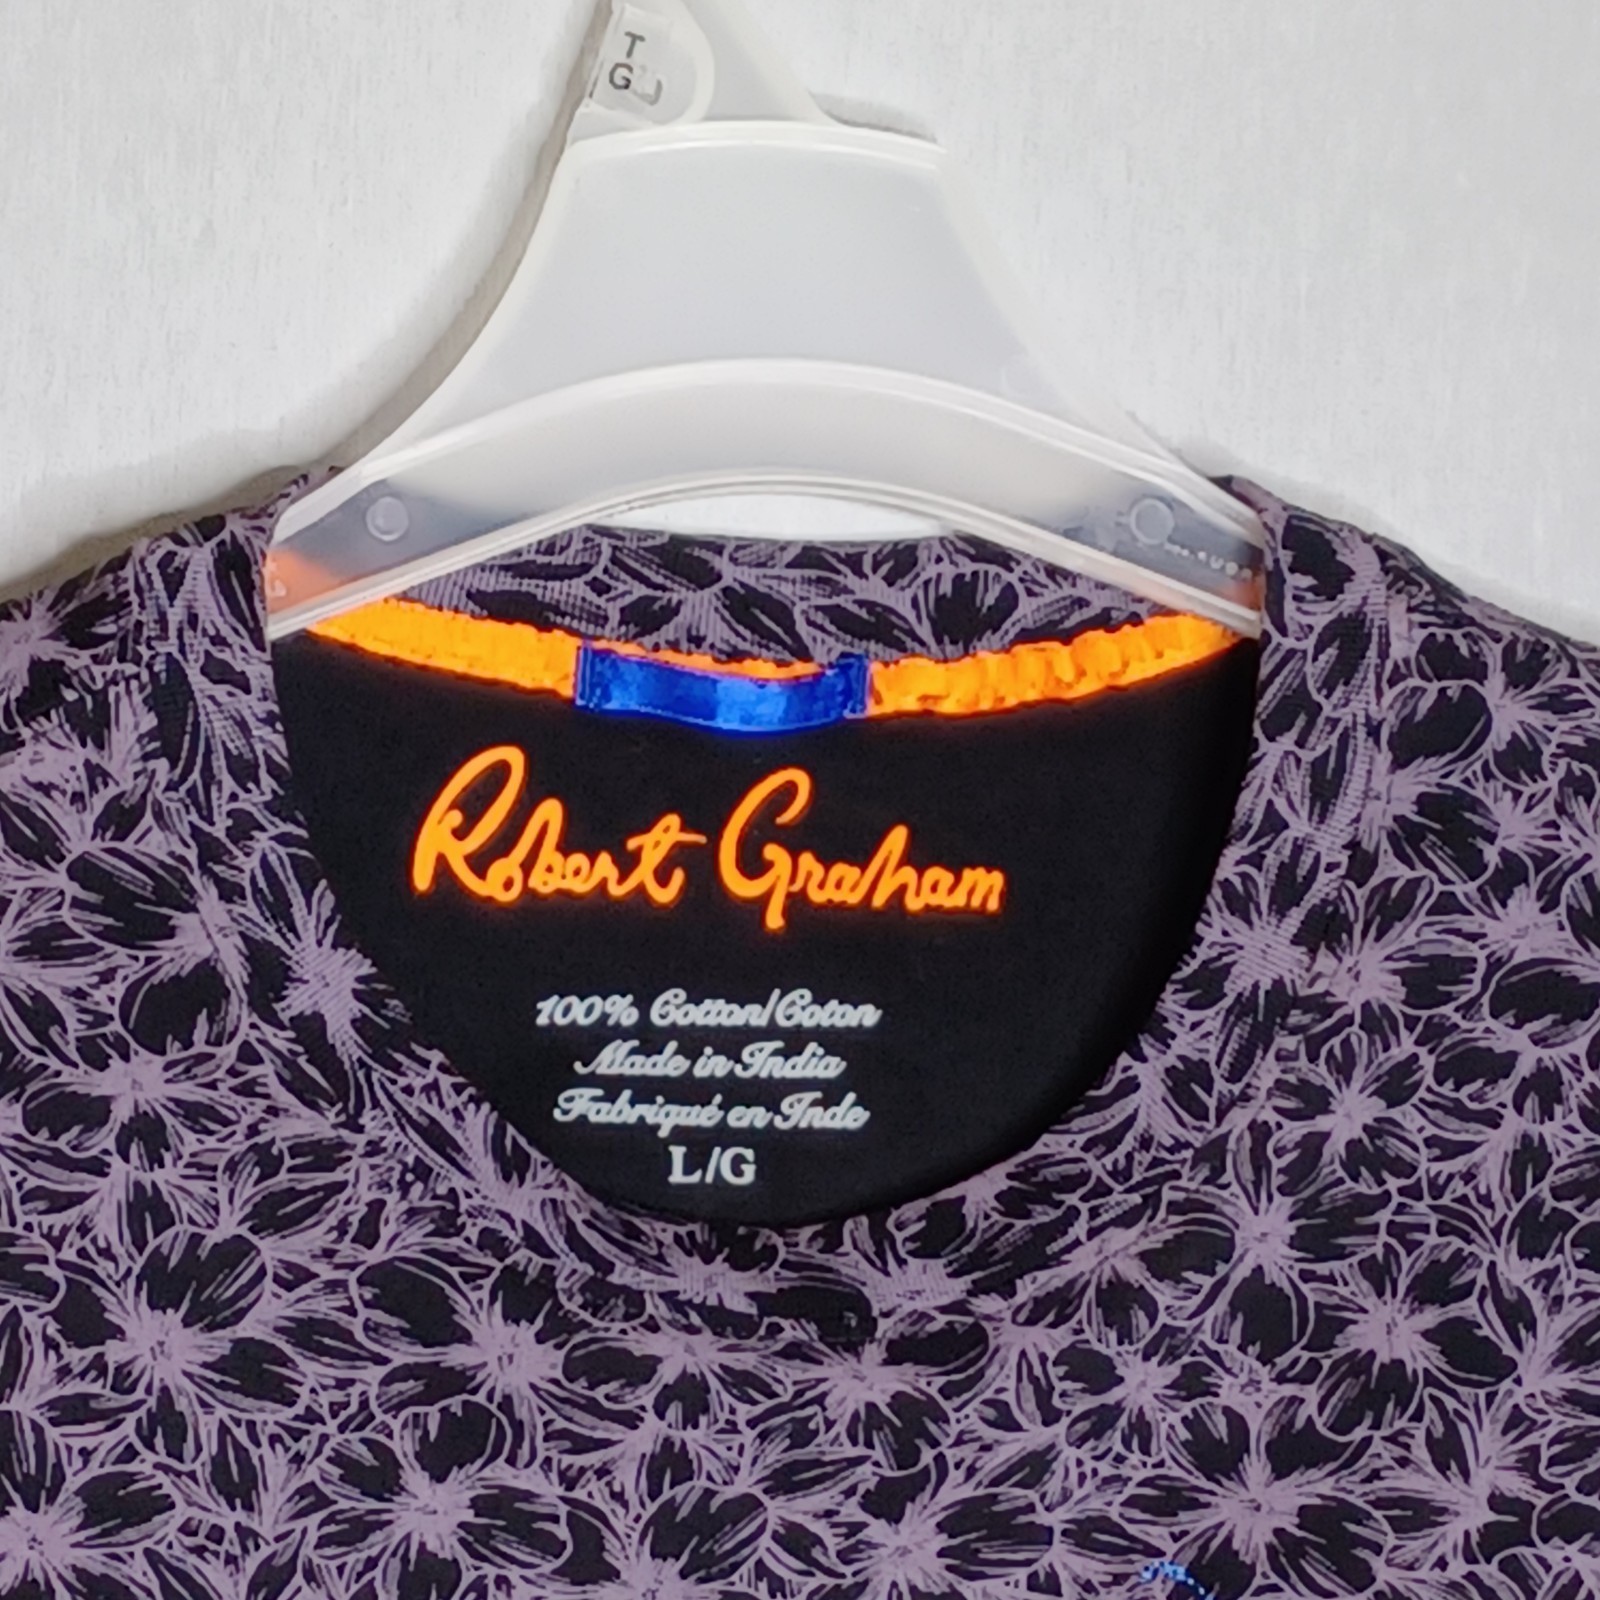 T
G
Robert Graham
100% Cotton/Coton
Made in India
Fabriqué en Inde
L/G